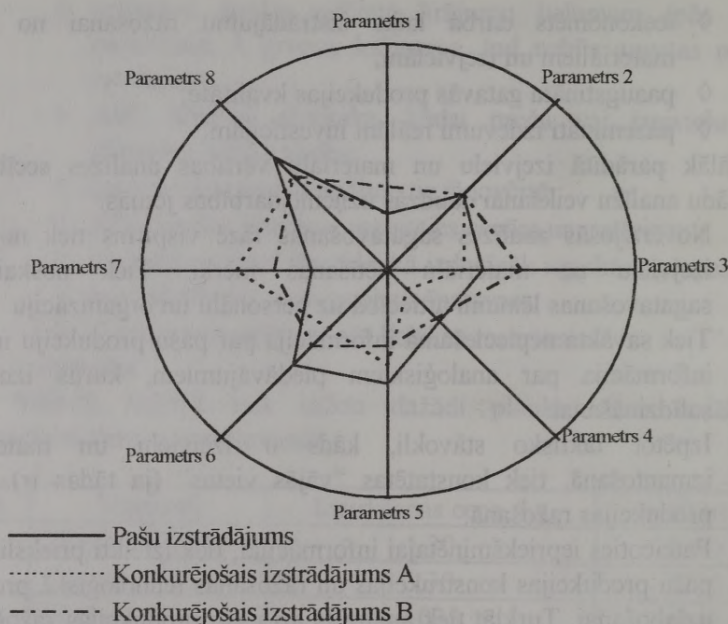 Parametrs 1
Parametrs 8
Parametrs 2
Parametrs 7
Parametrs 3
Parametrs 6
Parametrs 4
Parametrs 5
Pašu izstrādājums
Konkurējošais izstrādājums A
Konkurējošais izstrādājums B